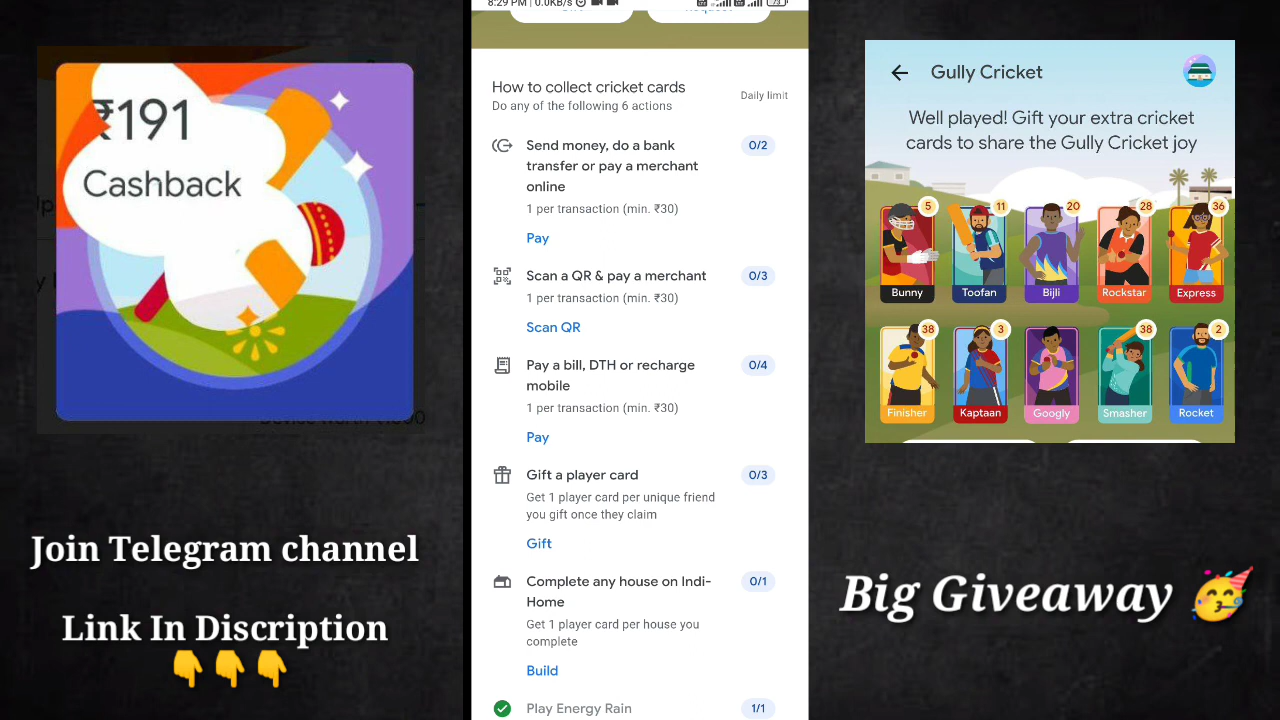 ₹191
Cashback
Join Telegram channel
Link In Discription
8:29 PM | 0.0KB/s
73
How to collect cricket cards
Do any of the following 6 actions
Daily limit
Send money, do a bank
transfer or pay a merchant
online
0/2
1 per transaction (min. ₹30)
Pay
Scan a QR & pay a merchant
0/3
1 per transaction (min. ₹30)
Scan QR
Pay a bill, DTH or recharge
mobile
0/4
1 per transaction (min. ₹30)
Pay
Gift a player card
0/3
Get 1 player card per unique friend
you gift once they claim
Gift
Complete any house on Indi-
Home
0/1
Get 1 player card per house you
complete
Build
Play Energy Rain
1/1
Gully Cricket
Well played! Gift your extra cricket
cards to share the Gully Cricket joy
5 11 20 28 36
Bunny Toofan Bijli Rockstar Express
38 3 38 2
Finisher Kaptaan Googly Smasher Rocket
Big Giveaway